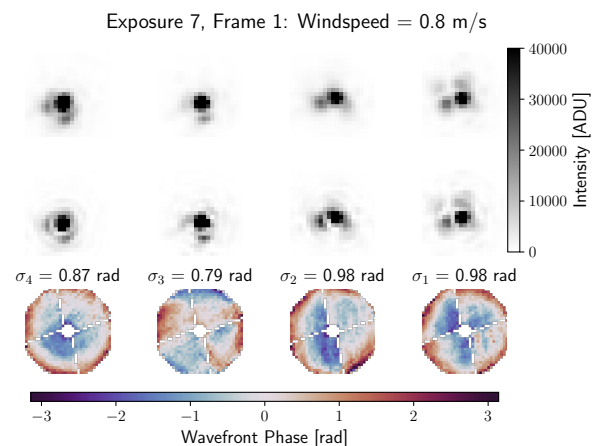 Exposure 7, Frame 1: Windspeed = 0.8 m/s
40000
30000
20000
10000
0
Intensity [ADU]
σ4 = 0.87 rad
σ3 = 0.79 rad
σ2 = 0.98 rad
σ1 = 0.98 rad
−3 −2 −1 0 1 2 3
Wavefront Phase [rad]